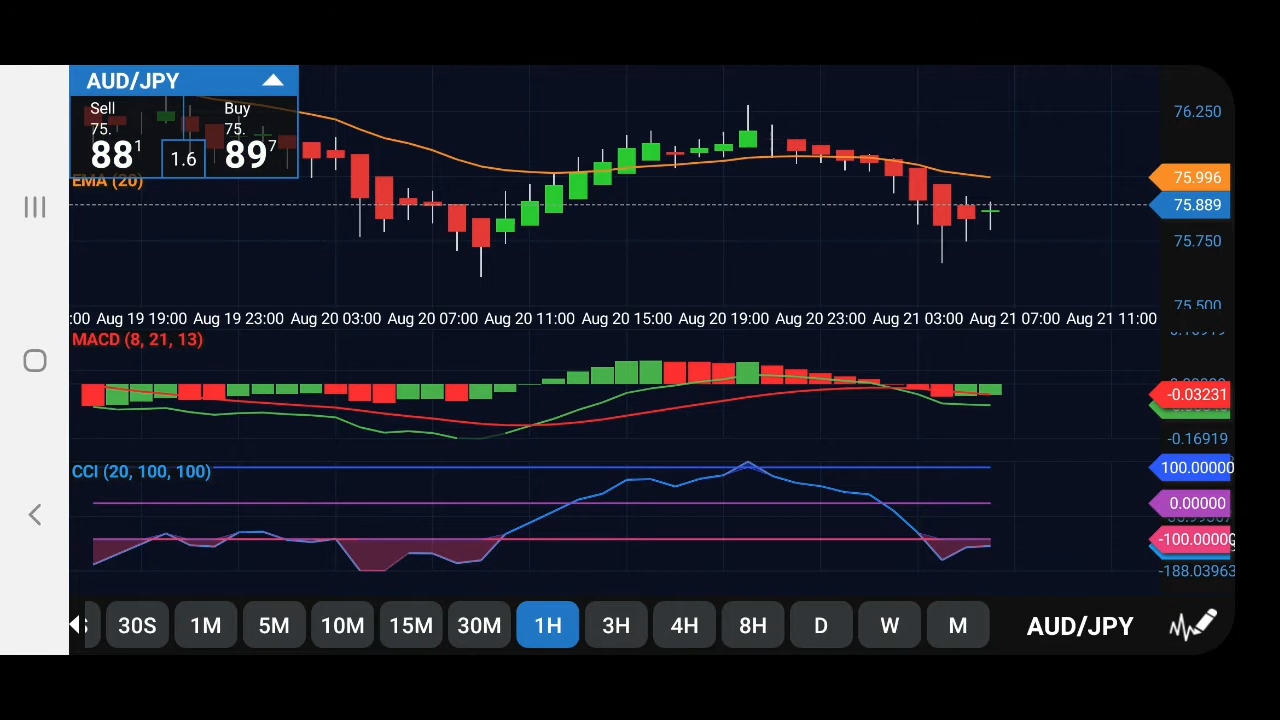 AUD/JPY
Sell
Buy
75.
75.
88 1
1.6
89 7
EMA (20)
76.250
75.996
75.889
75.750
75.500
:00 Aug 19 19:00 Aug 19 23:00 Aug 20 03:00 Aug 20 07:00 Aug 20 11:00 Aug 20 15:00 Aug 20 19:00 Aug 20 23:00 Aug 21 03:00 Aug 21 07:00 Aug 21 11:00
MACD (8, 21, 13)
-0.03231
-0.16919
CCI (20, 100, 100)
100.00000
0.00000
-100.00000
-188.03963
30S 1M 5M 10M 15M 30M 1H 3H 4H 8H D W M AUD/JPY